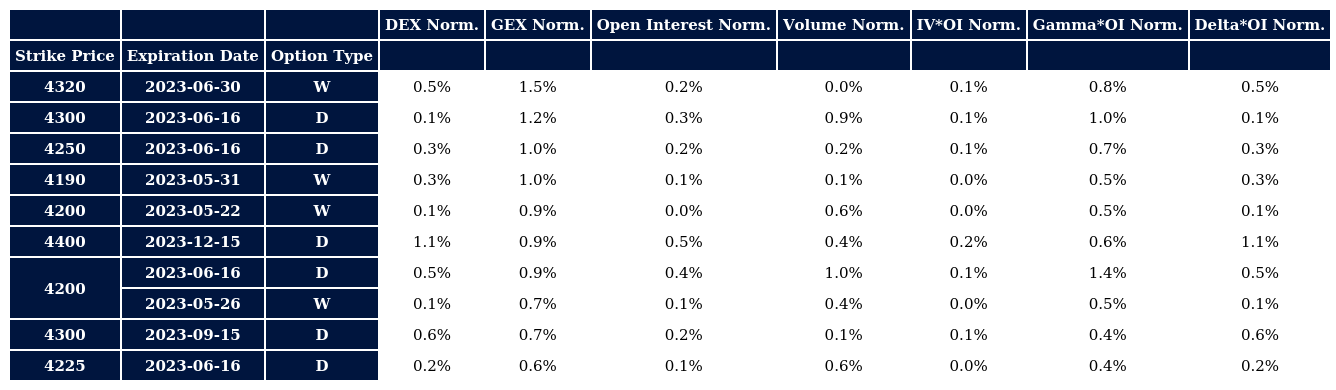 DEX Norm. GEX Norm. Open Interest Norm. Volume Norm. IV*OI Norm. Gamma*OI Norm. Delta*OI Norm.
Strike Price Expiration Date Option Type
4320 2023-06-30 W 0.5% 1.5% 0.2% 0.0% 0.1% 0.8% 0.5%
4300 2023-06-16 D 0.1% 1.2% 0.3% 0.9% 0.1% 1.0% 0.1%
4250 2023-06-16 D 0.3% 1.0% 0.2% 0.2% 0.1% 0.7% 0.3%
4190 2023-05-31 W 0.3% 1.0% 0.1% 0.1% 0.0% 0.5% 0.3%
4200 2023-05-22 W 0.1% 0.9% 0.0% 0.6% 0.0% 0.5% 0.1%
4400 2023-12-15 D 1.1% 0.9% 0.5% 0.4% 0.2% 0.6% 1.1%
4200 2023-06-16 D 0.5% 0.9% 0.4% 1.0% 0.1% 1.4% 0.5%
2023-05-26 W 0.1% 0.7% 0.1% 0.4% 0.0% 0.5% 0.1%
4300 2023-09-15 D 0.6% 0.7% 0.2% 0.1% 0.1% 0.4% 0.6%
4225 2023-06-16 D 0.2% 0.6% 0.1% 0.6% 0.0% 0.4% 0.2%